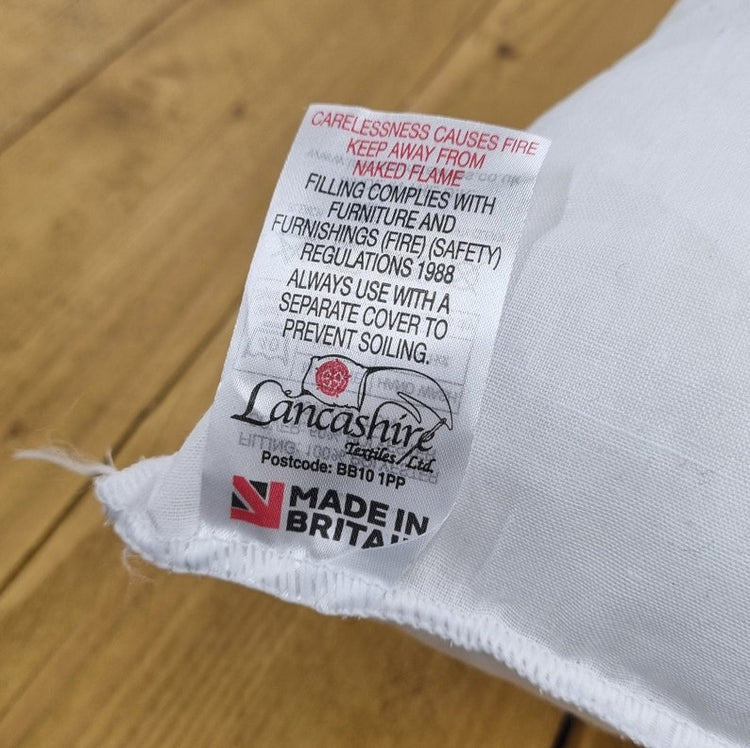 CARELESSNESS CAUSES FIRE
KEEP AWAY FROM
NAKED FLAME
FILLING COMPLIES WITH
FURNITURE AND
FURNISHINGS (FIRE) (SAFETY)
REGULATIONS 1988
ALWAYS USE WITH A
SEPARATE COVER TO
PREVENT SOILING.
Lancashire
Textiles Ltd.
Postcode: BB10 1PP
MADE IN
BRITAI